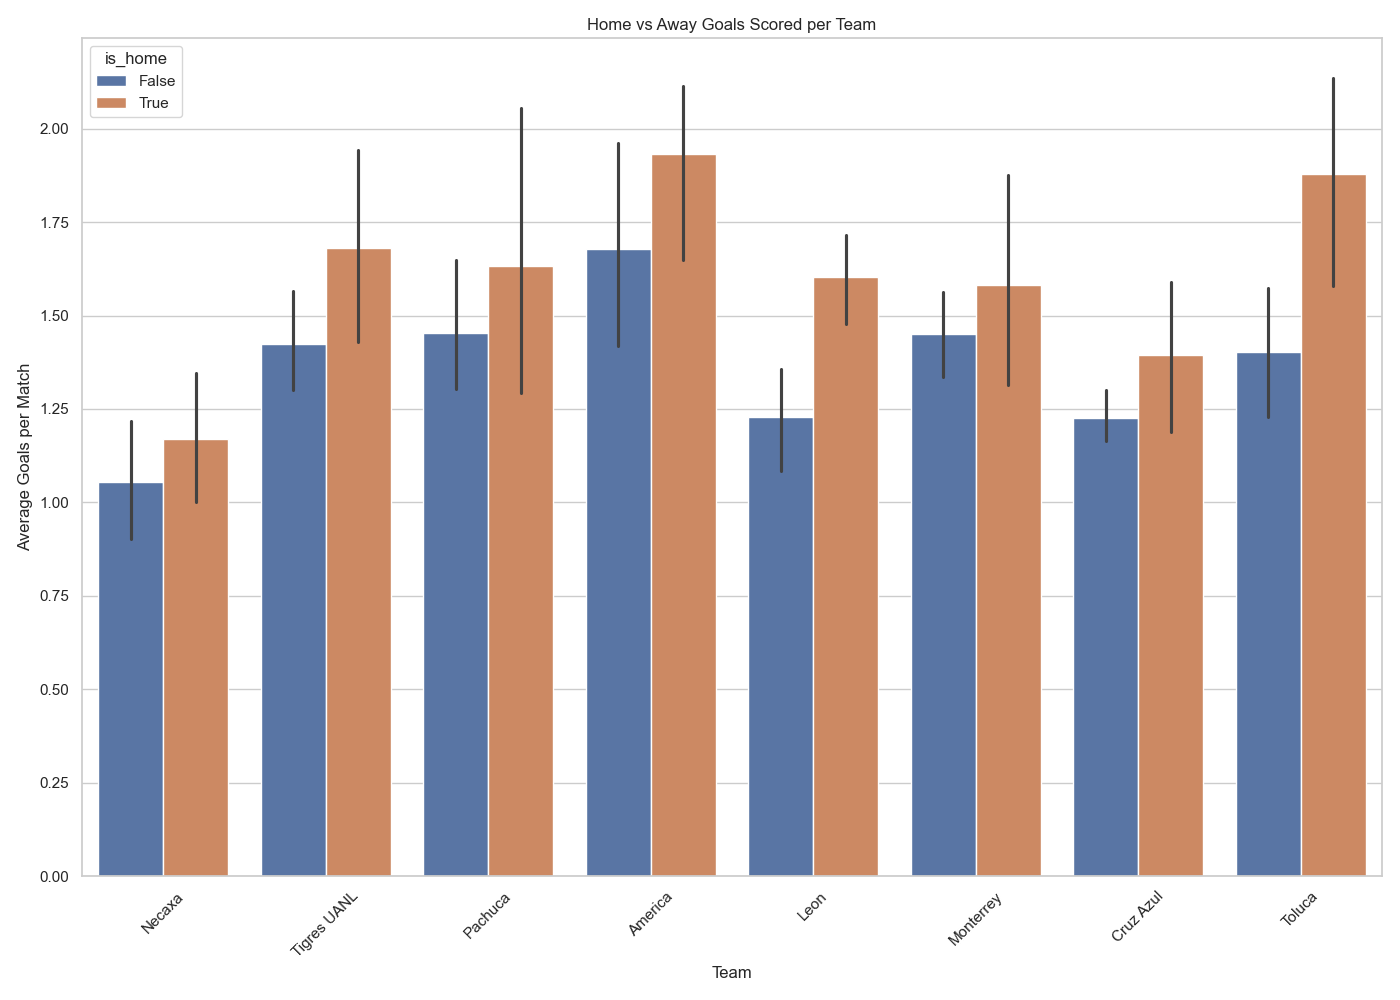 Home vs Away Goals Scored per Team
is_home
False
True
2.00
1.75
1.50
1.25
1.00
0.75
0.50
0.25
0.00
Average Goals per Match
Necaxa
Tigres UANL
Pachuca
America
Leon
Monterrey
Cruz Azul
Toluca
Team